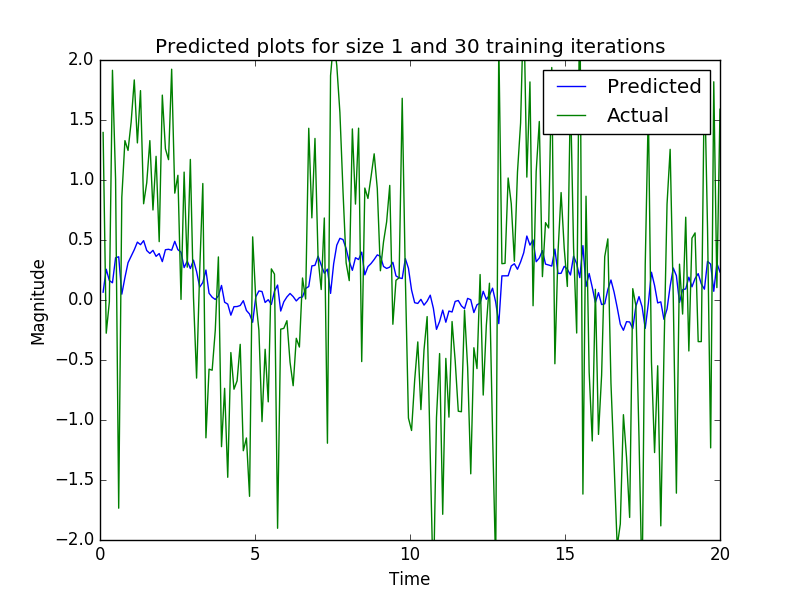 Predicted plots for size 1 and 30 training iterations
Predicted
Actual
2.0
1.5
1.0
0.5
0.0
−0.5
−1.0
−1.5
−2.0
Magnitude
0 5 10 15 20
Time